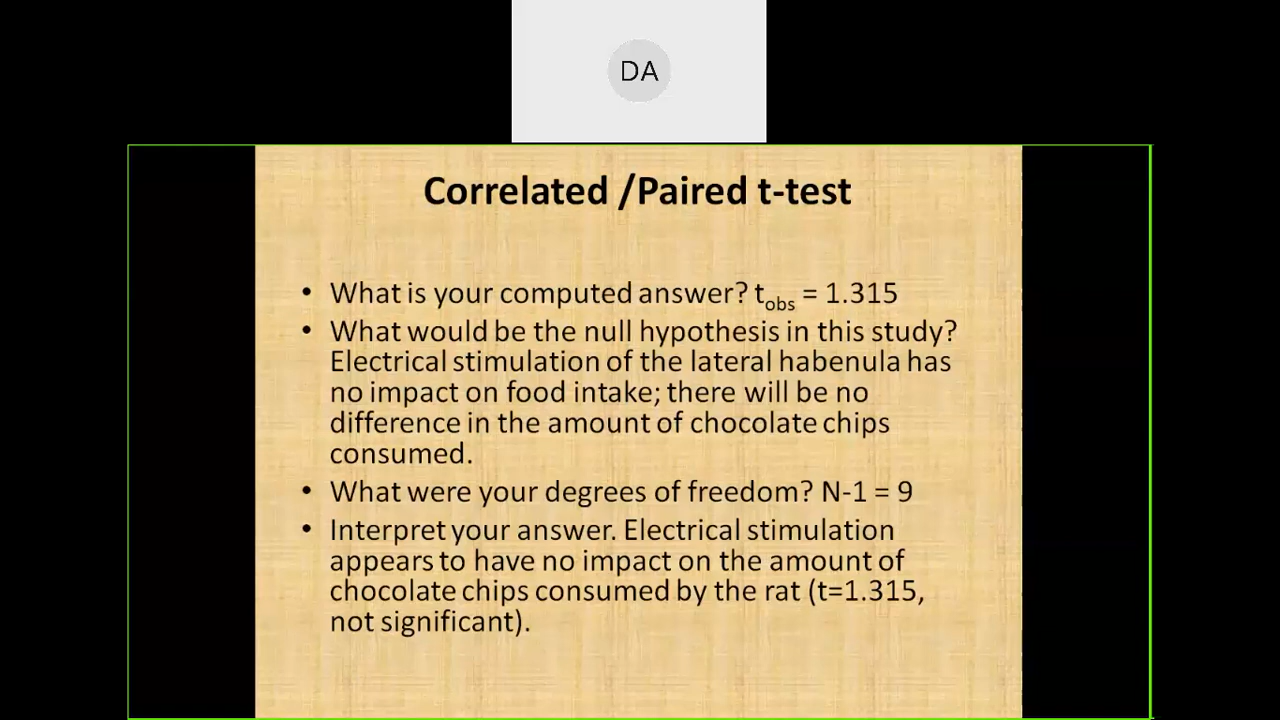 DA
Correlated /Paired t-test
• What is your computed answer? tobs = 1.315
• What would be the null hypothesis in this study?
Electrical stimulation of the lateral habenula has
no impact on food intake; there will be no
difference in the amount of chocolate chips
consumed.
• What were your degrees of freedom? N-1 = 9
• Interpret your answer. Electrical stimulation
appears to have no impact on the amount of
chocolate chips consumed by the rat (t=1.315,
not significant).